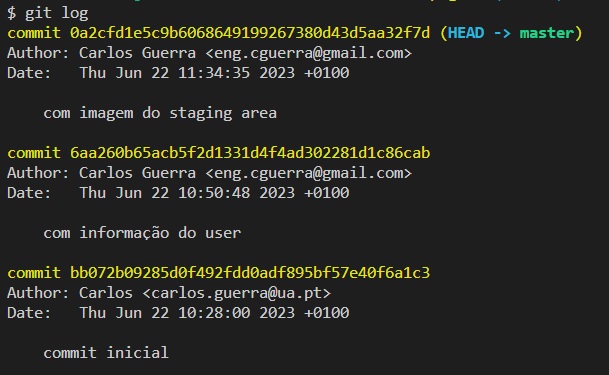 $ git log
commit 0a2cfd1e5c9b6068649199267380d43d5aa32f7d (HEAD -> master)
Author: Carlos Guerra <eng.cguerra@gmail.com>
Date:   Thu Jun 22 11:34:35 2023 +0100
com imagem do staging area
commit 6aa260b65acb5f2d1331d4f4ad302281d1c86cab
Author: Carlos Guerra <eng.cguerra@gmail.com>
Date:   Thu Jun 22 10:50:48 2023 +0100
com informação do user
commit bb072b09285d0f492fdd0adf895bf57e40f6a1c3
Author: Carlos <carlos.guerra@ua.pt>
Date:   Thu Jun 22 10:28:00 2023 +0100
commit inicial